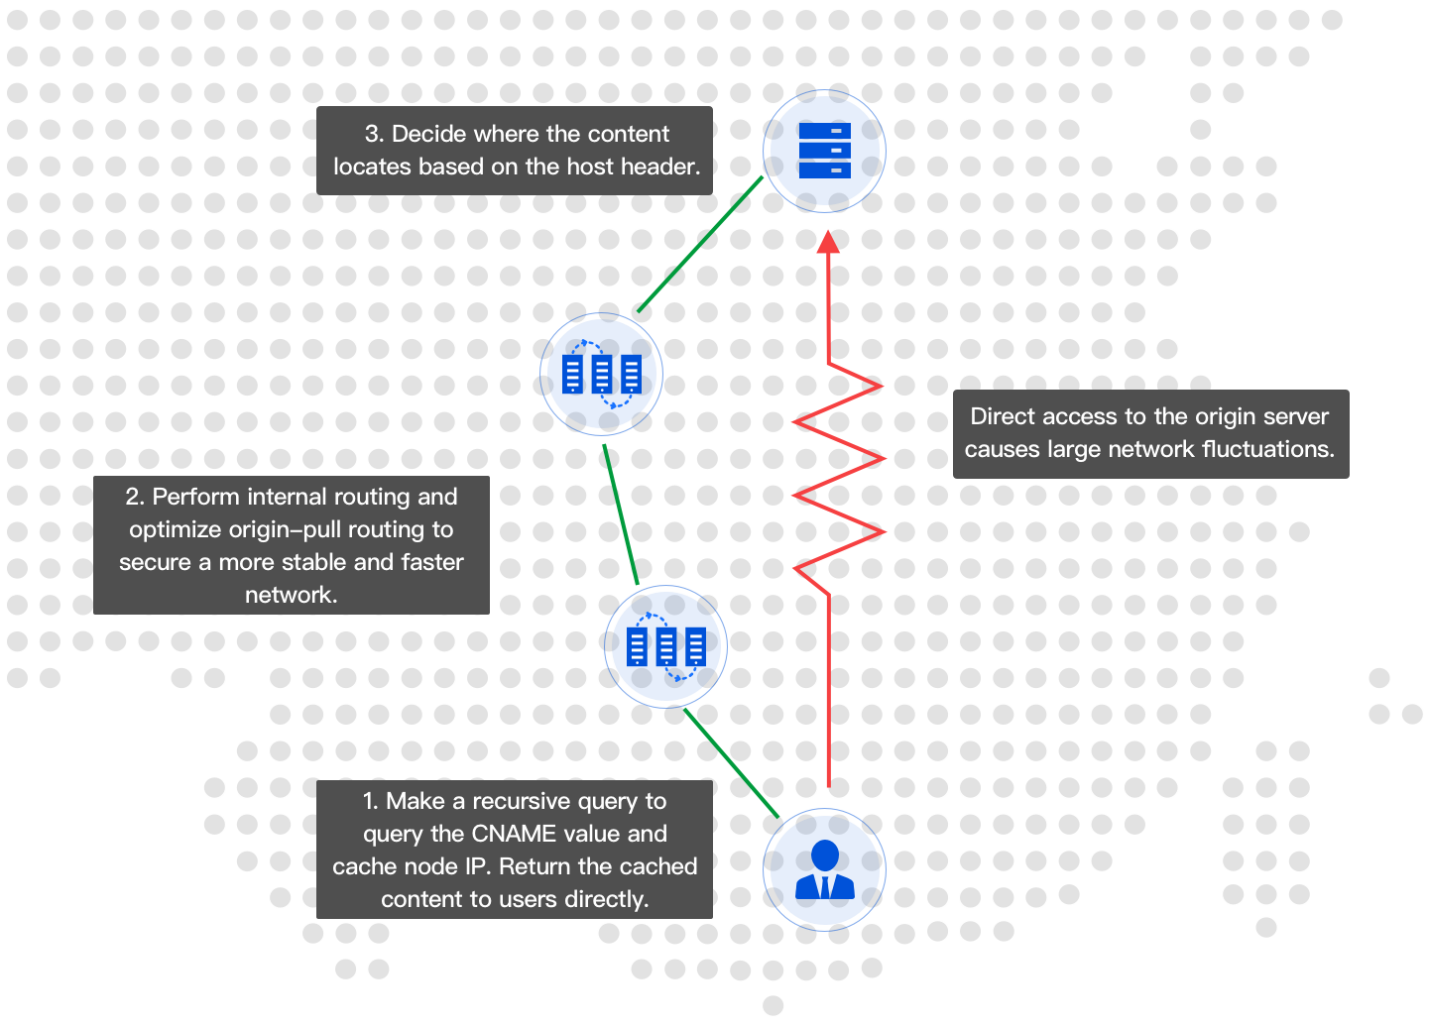 3. Decide where the content
locates based on the host header.
Direct access to the origin server
causes large network fluctuations.
2. Perform internal routing and
optimize origin-pull routing to
secure a more stable and faster
network.
1. Make a recursive query to
query the CNAME value and
cache node IP. Return the cached
content to users directly.